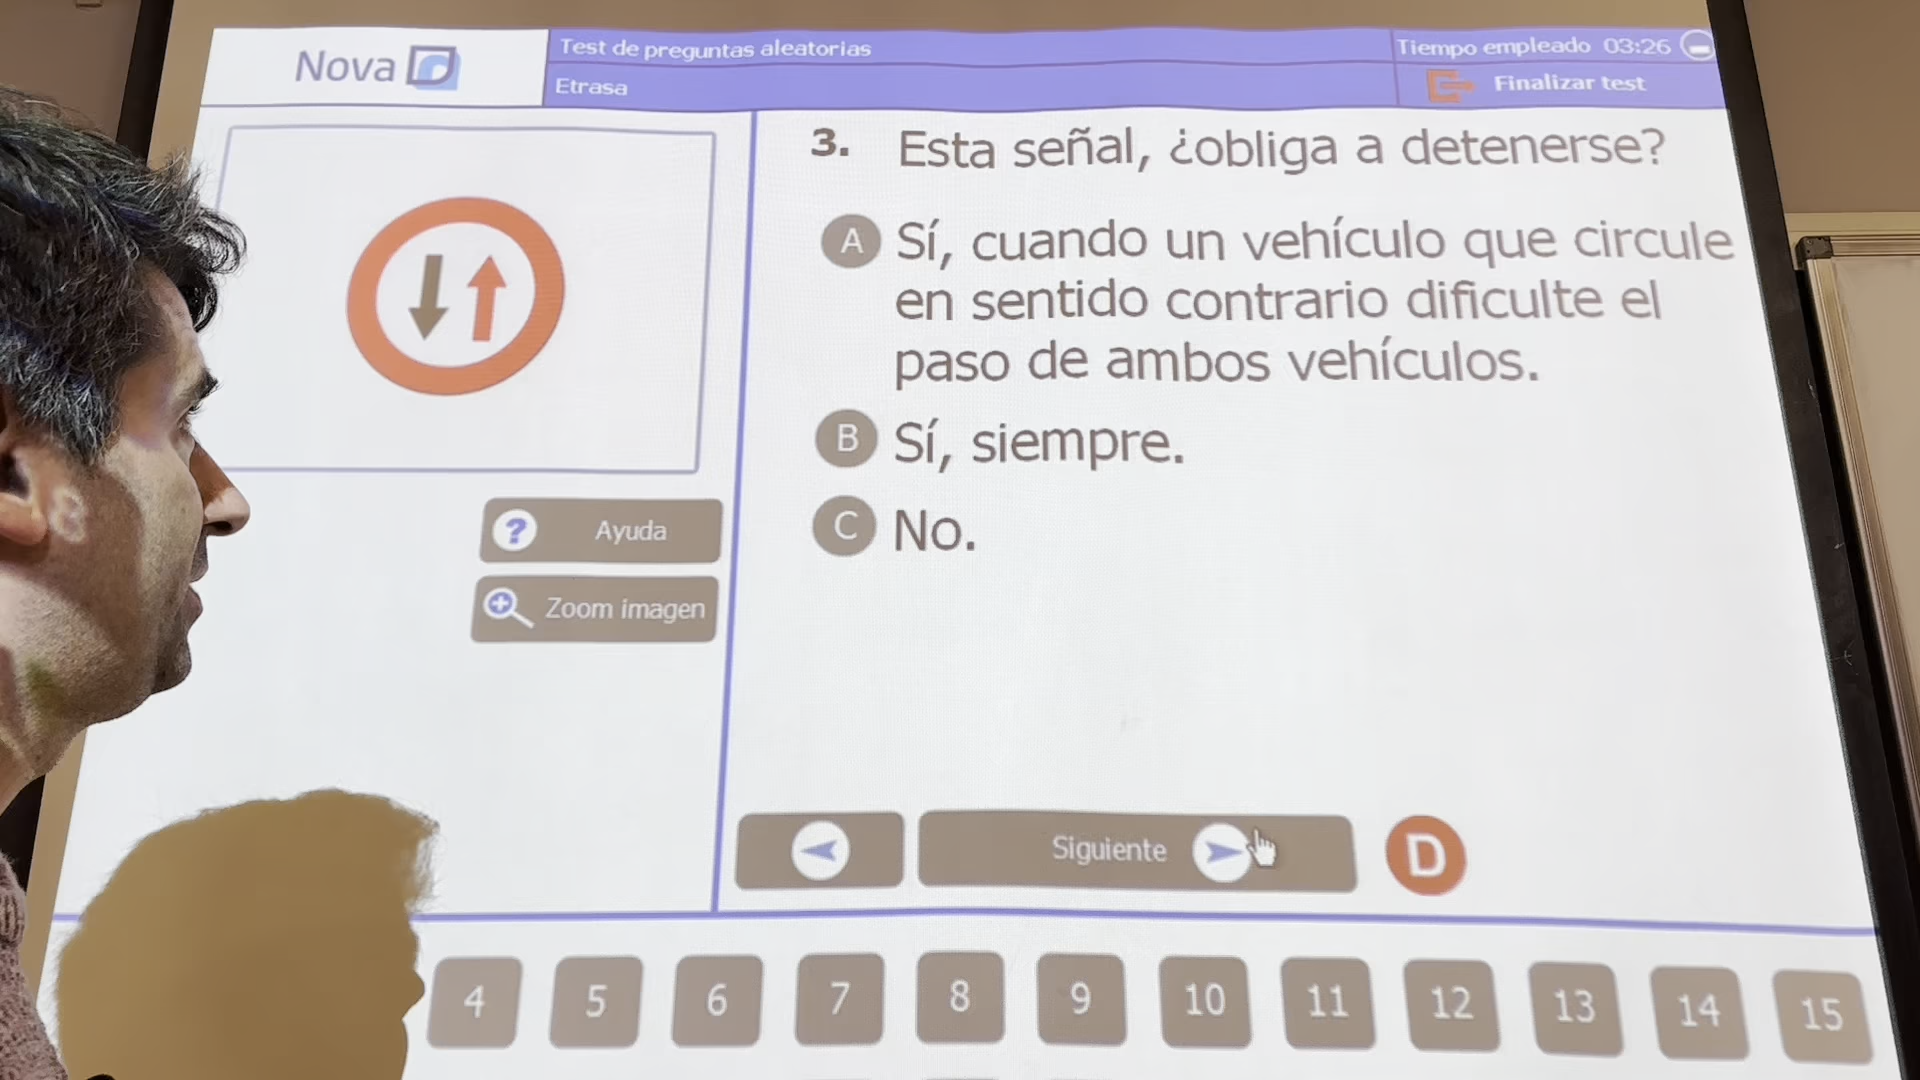 Nova
Test de preguntas aleatorias
Tiempo empleado 03:26
Etrasa
Finalizar test
3. Esta señal, ¿obliga a detenerse?
A Sí, cuando un vehículo que circule
en sentido contrario dificulte el
paso de ambos vehículos.
B Sí, siempre.
C No.
? Ayuda
Zoom imagen
Siguiente
D
4 5 6 7 8 9 10 11 12 13 14 15